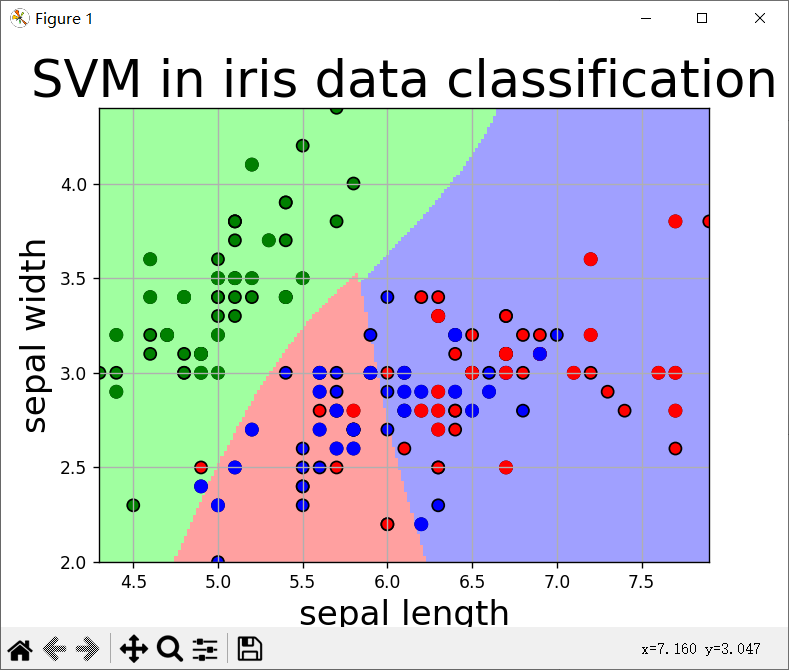 Figure 1
SVM in iris data classification
sepal width
4.0
3.5
3.0
2.5
2.0
4.5 5.0 5.5 6.0 6.5 7.0 7.5
sepal length
x=7.160 y=3.047